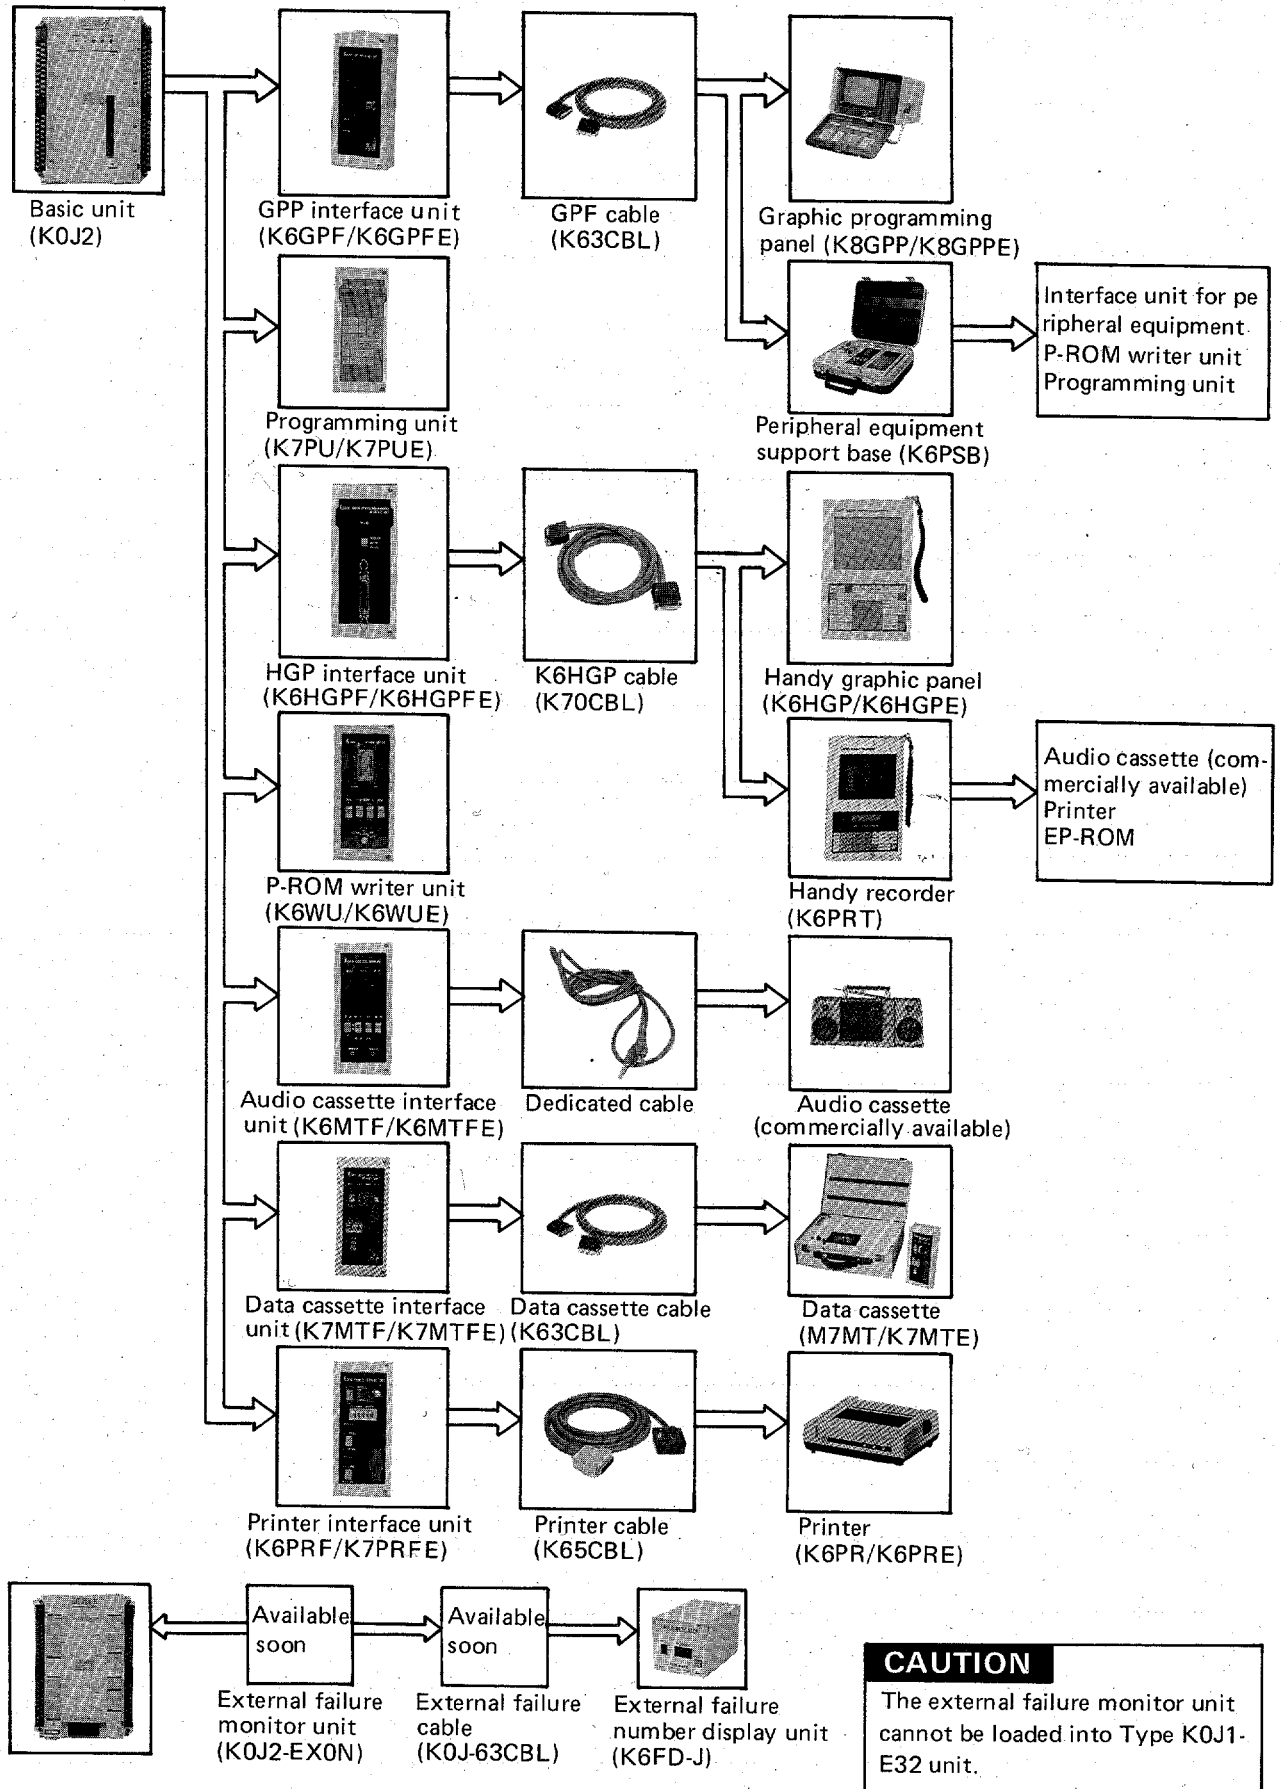 Basic unit
(K0J2)
GPP interface unit
(K6GPF/K6GPFE)
GPF cable
(K63CBL)
Graphic programming
panel (K8GPP/K8GPPE)
Programming unit
(K7PU/K7PUE)
Peripheral equipment
support base (K6PSB)
Interface unit for pe
ripheral equipment
P-ROM writer unit
Programming unit
HGP interface unit
(K6HGPF/K6HGPFE)
K6HGP cable
(K70CBL)
Handy graphic panel
(K6HGP/K6HGPE)
P-ROM writer unit
(K6WU/K6WUE)
Handy recorder
(K6PRT)
Audio cassette (com-
mercially available)
Printer
EP-ROM
Audio cassette interface
unit (K6MTF/K6MTFE)
Dedicated cable
Audio cassette
(commercially available)
Data cassette interface
unit (K7MTF/K7MTFE)
Data cassette cable
(K63CBL)
Data cassette
(M7MT/K7MTE)
Printer interface unit
(K6PRF/K7PRFE)
Printer cable
(K65CBL)
Printer
(K6PR/K6PRE)
Available
soon
External failure
monitor unit
(K0J2-EX0N)
Available
soon
External failure
cable
(K0J-63CBL)
External failure
number display unit
(K6FD-J)
CAUTION
The external failure monitor unit
cannot be loaded into Type K0J1-
E32 unit.